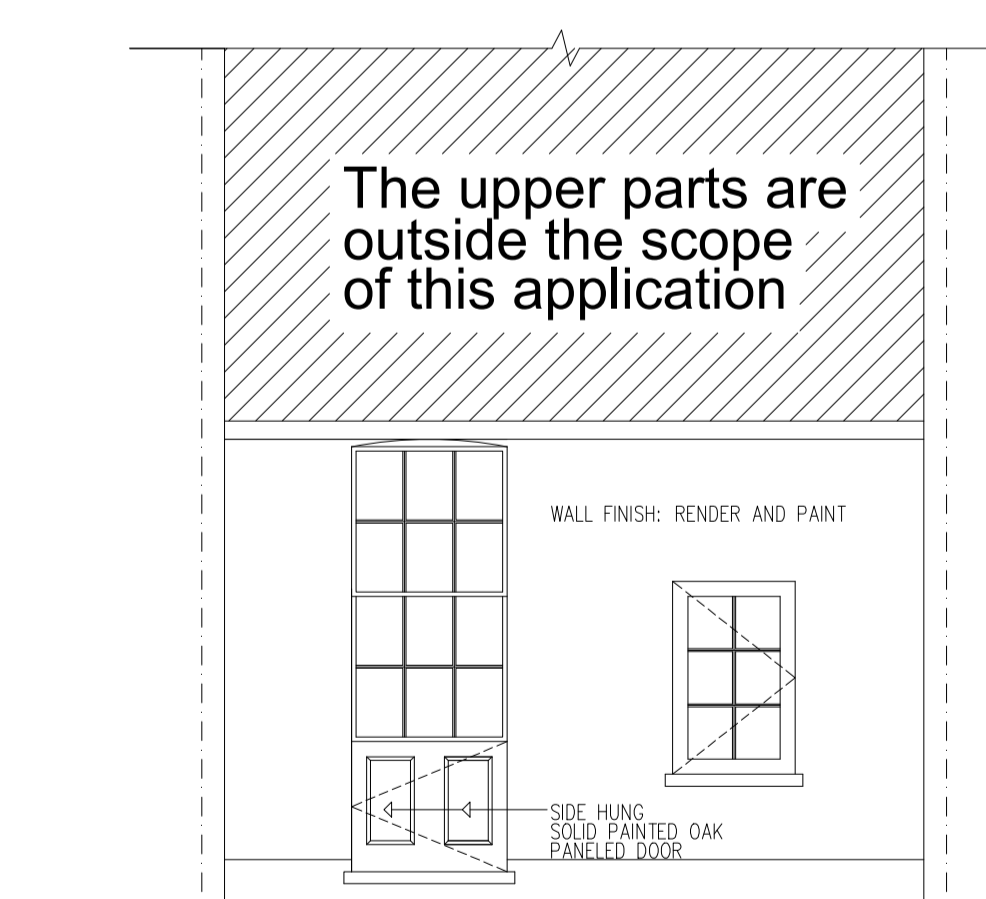 The upper parts are
outside the scope
of this application
WALL FINISH: RENDER AND PAINT
SIDE HUNG
SOLID PAINTED OAK
PANELED DOOR